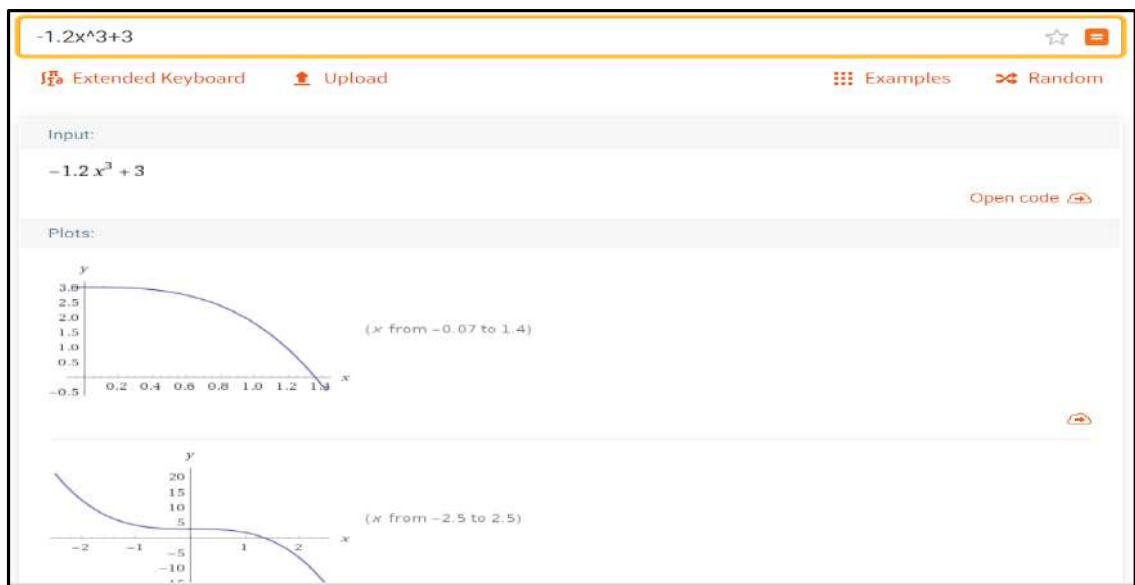 -1.2x^3+3
Extended Keyboard Upload Examples Random
Input:
−1.2 x³ + 3
Open code
Plots:
y
3.0
2.5
2.0
1.5
1.0
0.5
−0.5
0.2 0.4 0.6 0.8 1.0 1.2 1.4 x
(x from −0.07 to 1.4)
y
20
15
10
5
−2 −1 1 2 x
−5
−10
(x from −2.5 to 2.5)